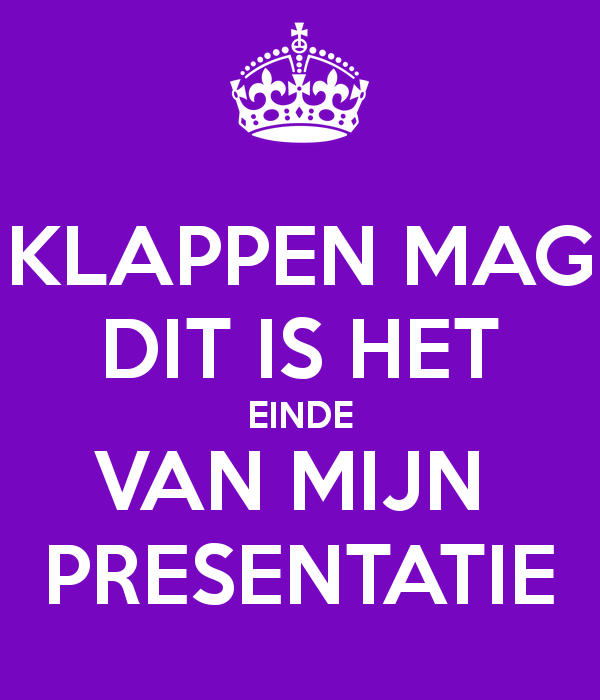 KLAPPEN MAG
DIT IS HET
EINDE
VAN MIJN
PRESENTATIE